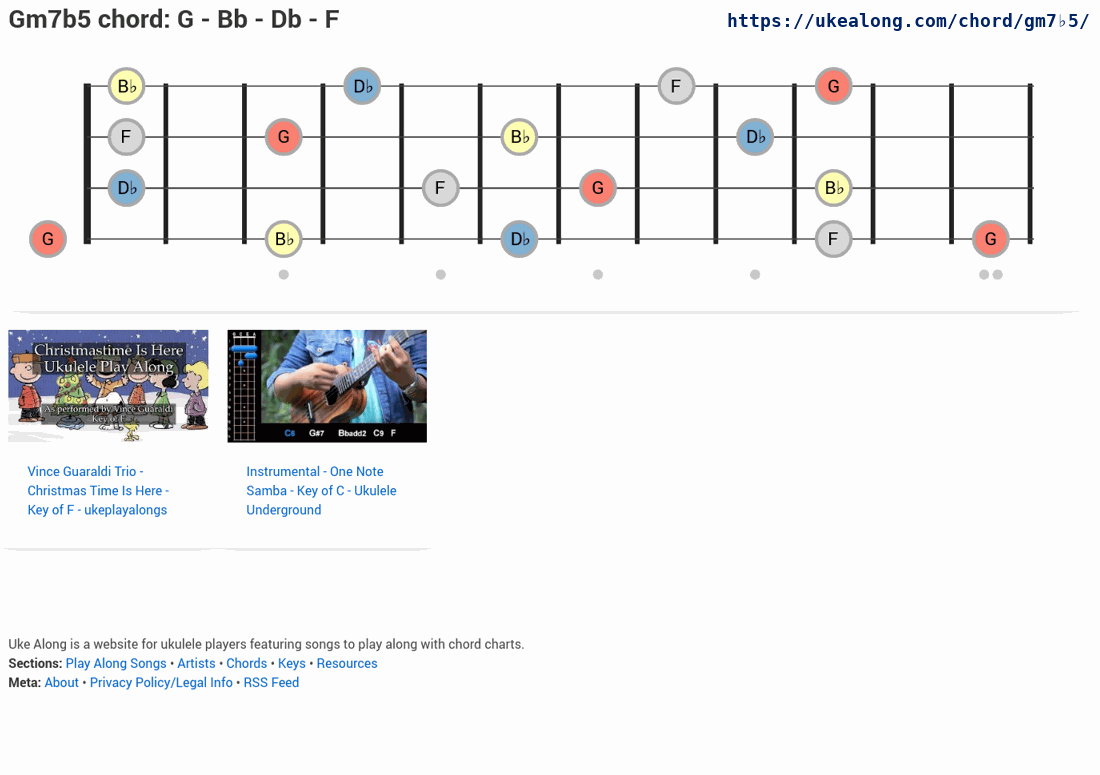 Gm7b5 chord: G - Bb - Db - F
https://ukealong.com/chord/gm7♭5/
B♭ D♭ F G
F G B♭ D♭
D♭ F G B♭
G B♭ D♭ F G
Christmastime Is Here
Ukulele Play Along
As performed by Vince Guaraldi
Key of F
C6 G#7 Bbadd2 C9 F
Vince Guaraldi Trio -
Christmas Time Is Here -
Key of F - ukeplayalongs
Instrumental - One Note
Samba - Key of C - Ukulele
Underground
Uke Along is a website for ukulele players featuring songs to play along with chord charts.
Sections: Play Along Songs • Artists • Chords • Keys • Resources
Meta: About • Privacy Policy/Legal Info • RSS Feed